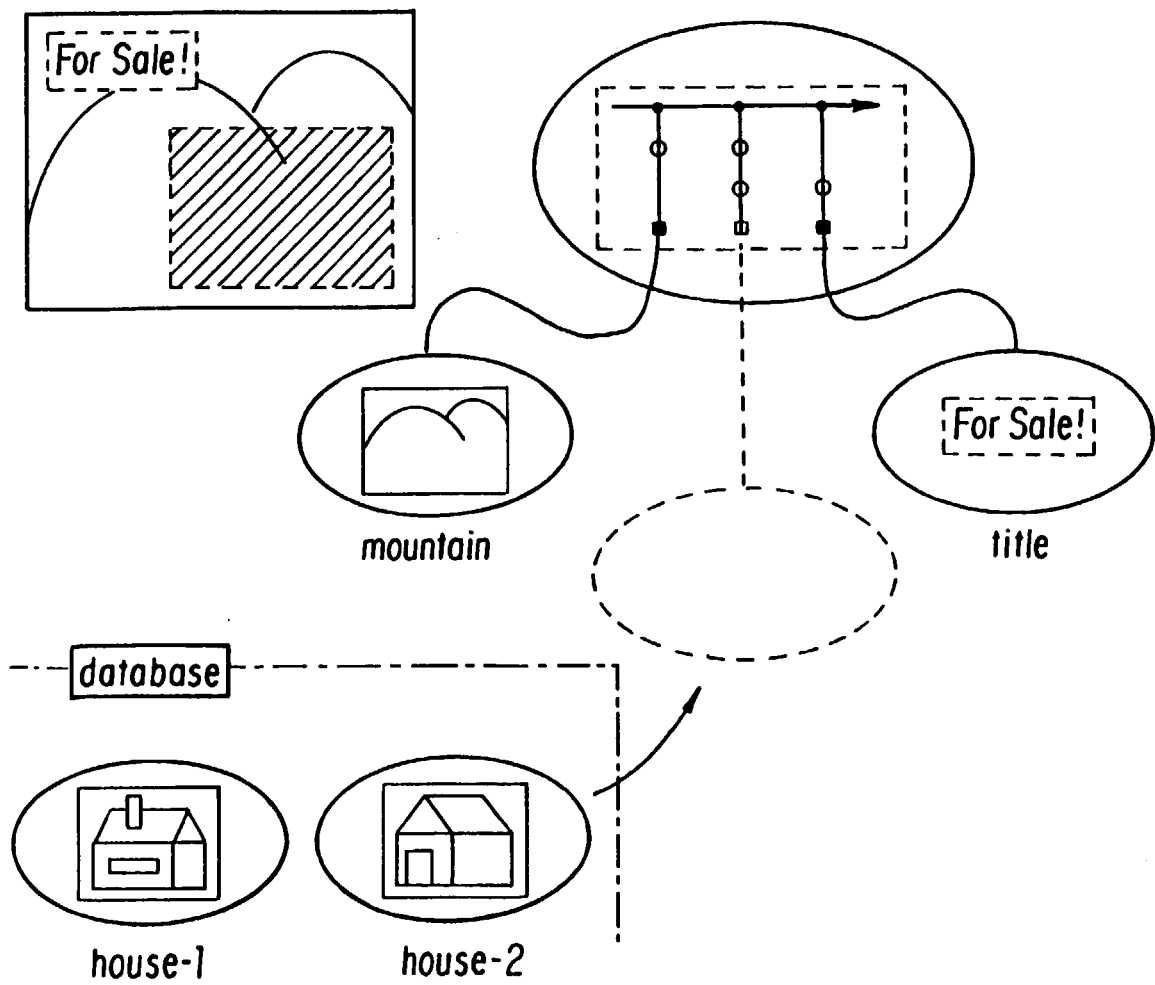 For Sale!
For Sale!
mountain
title
database
house-1
house-2